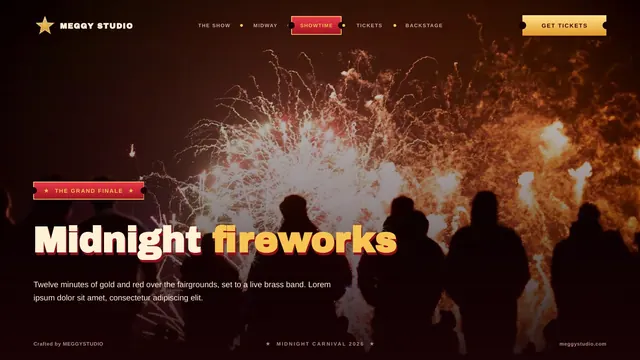 MEGGY STUDIO
THE SHOW
MIDWAY
SHOWTIME
TICKETS
BACKSTAGE
GET TICKETS
THE GRAND FINALE
Midnight fireworks
Twelve minutes of gold and red over the fairgrounds, set to a live brass band. Lorem
ipsum dolor sit amet, consectetur adipiscing elit.
Crafted by MEGGYSTUDIO
MIDNIGHT CARNIVAL 2026
meggystudio.com